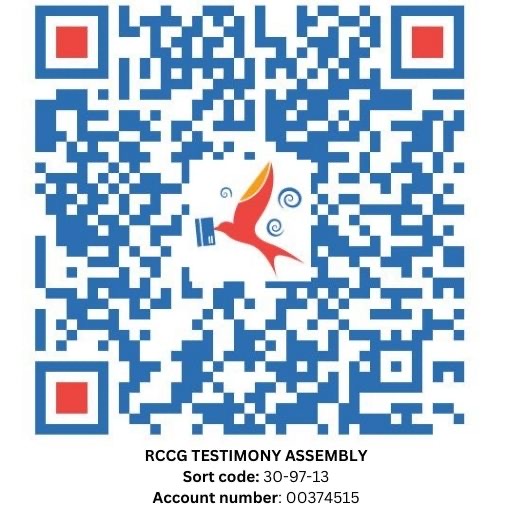 RCCG TESTIMONY ASSEMBLY
Sort code: 30-97-13
Account number: 00374515